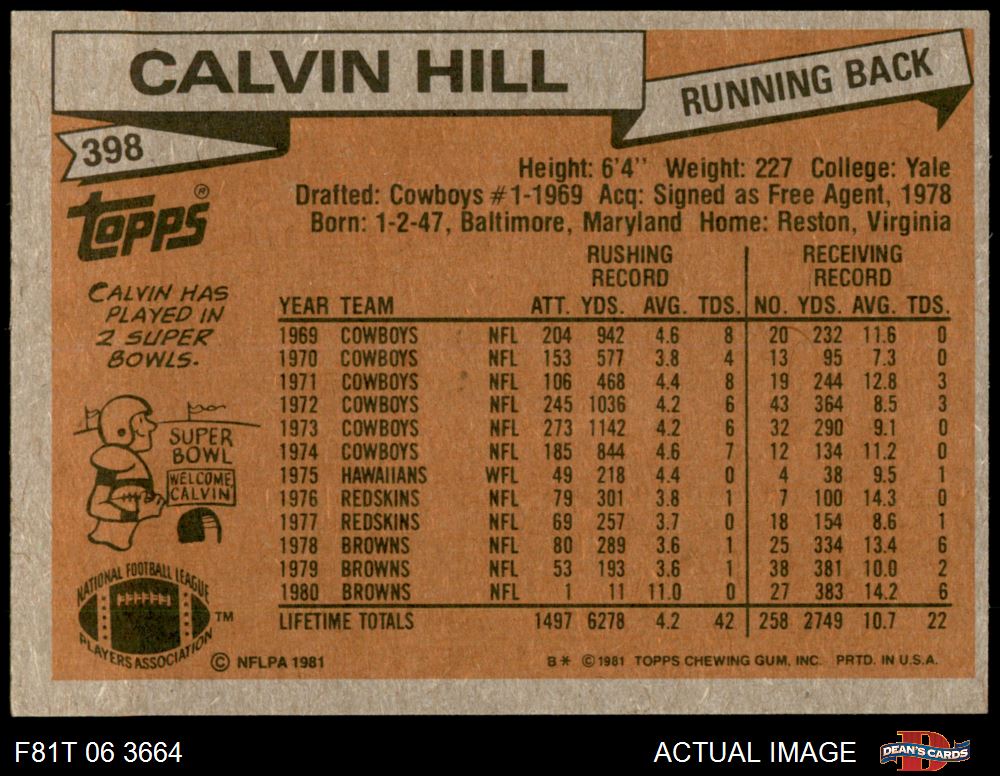 CALVIN HILL
RUNNING BACK
398
TOPPS®
Height: 6'4'' Weight: 227 College: Yale
Drafted: Cowboys #1-1969 Acq: Signed as Free Agent, 1978
Born: 1-2-47, Baltimore, Maryland Home: Reston, Virginia
CALVIN HAS
PLAYED IN
2 SUPER
BOWLS.
SUPER
BOWL
WELCOME
CALVIN
RUSHING RECEIVING
RECORD RECORD
YEAR TEAM ATT. YDS. AVG. TDS. NO. YDS. AVG. TDS.
1969 COWBOYS NFL 204 942 4.6 8 20 232 11.6 0
1970 COWBOYS NFL 153 577 3.8 4 13 95 7.3 0
1971 COWBOYS NFL 106 468 4.4 8 19 244 12.8 3
1972 COWBOYS NFL 245 1036 4.2 6 43 364 8.5 3
1973 COWBOYS NFL 273 1142 4.2 6 32 290 9.1 0
1974 COWBOYS NFL 185 844 4.6 7 12 134 11.2 0
1975 HAWAIIANS WFL 49 218 4.4 0 4 38 9.5 1
1976 REDSKINS NFL 79 301 3.8 1 7 100 14.3 0
1977 REDSKINS NFL 69 257 3.7 0 18 154 8.6 1
1978 BROWNS NFL 80 289 3.6 1 25 334 13.4 6
1979 BROWNS NFL 53 193 3.6 1 38 381 10.0 2
1980 BROWNS NFL 1 11 11.0 0 27 383 14.2 6
LIFETIME TOTALS 1497 6278 4.2 42 258 2749 10.7 22
NATIONAL FOOTBALL LEAGUE
PLAYERS ASSOCIATION
TM
© NFLPA 1981
B* © 1981 TOPPS CHEWING GUM, INC. PRTD. IN U.S.A.
F81T 06 3664
ACTUAL IMAGE
D
DEAN'S CARDS